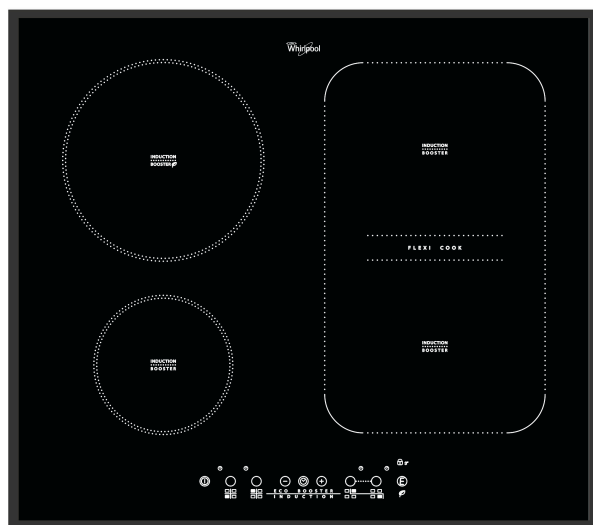 Whirlpool
INDUCTION
BOOSTER
INDUCTION
BOOSTER
FLEXI COOK
INDUCTION
BOOSTER
INDUCTION
BOOSTER
ECO BOOSTER
INDUCTION
E